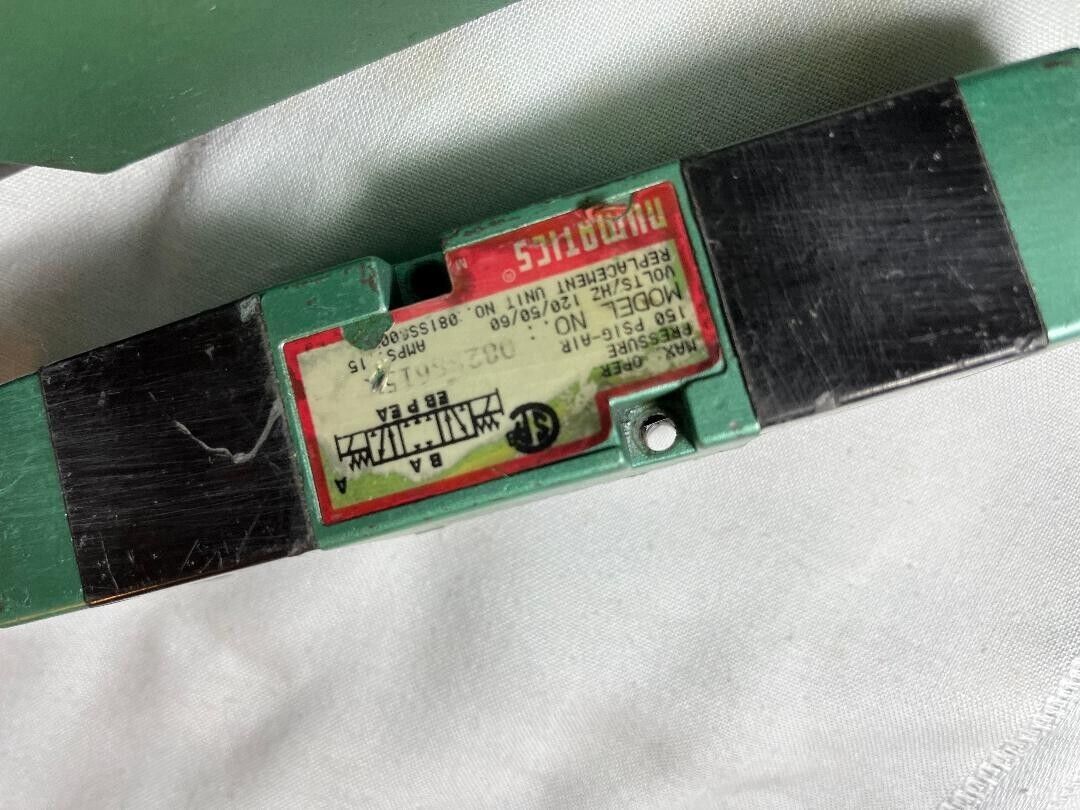 A
B A
EB P EA
MAX. OPER
PRESSURE
150 PSIG-AIR
MODEL NO.:
VOLTS/HZ 120/50/60 AMPS .15
REPLACEMENT UNIT NO.
numatics®